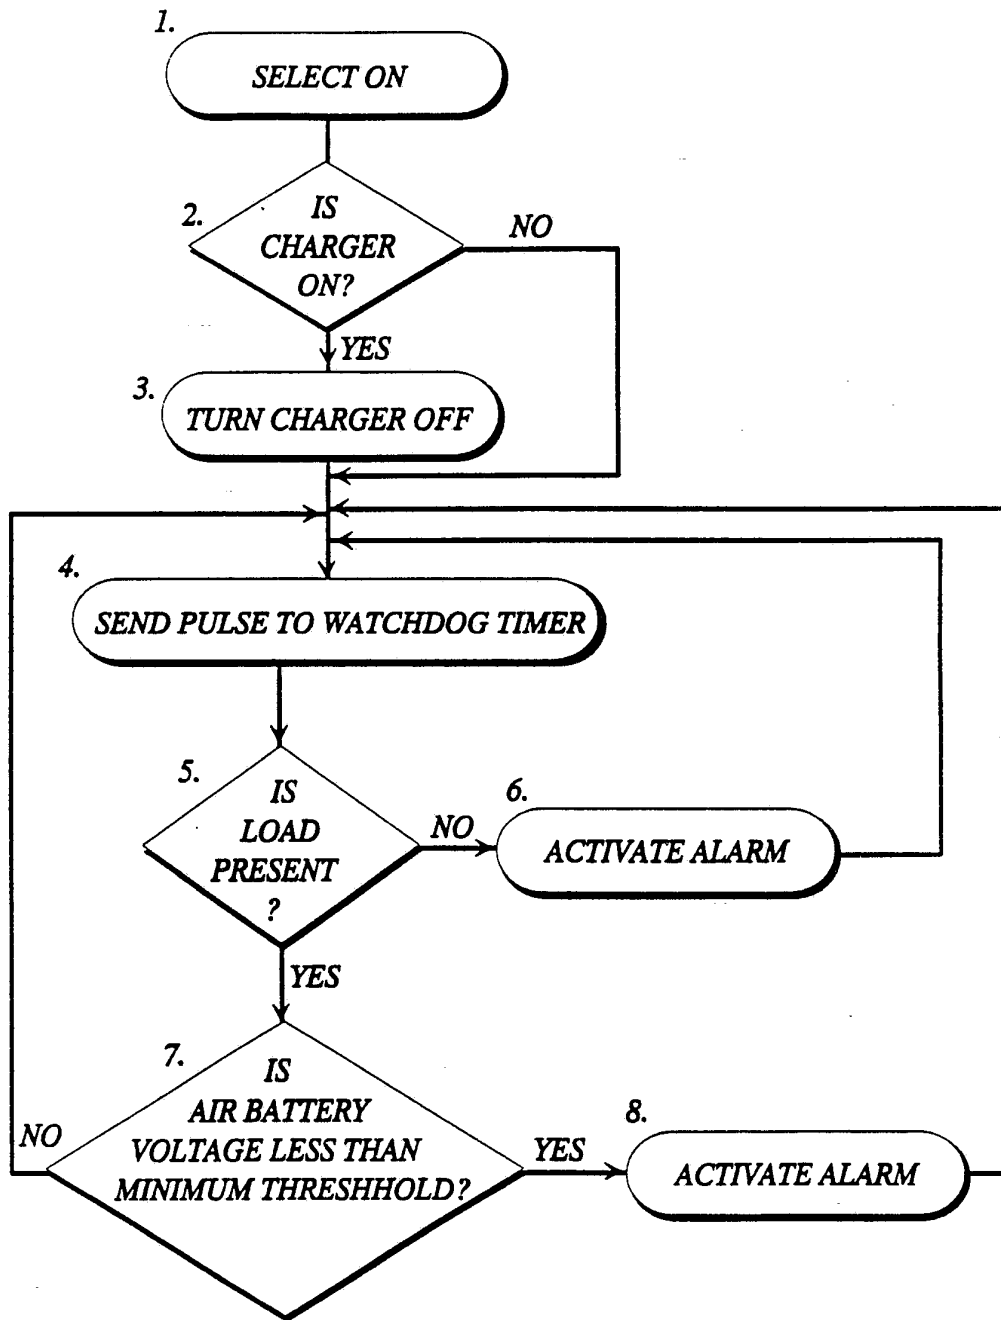 1.
SELECT ON
2.
IS
CHARGER
ON?
NO
YES
3.
TURN CHARGER OFF
4.
SEND PULSE TO WATCHDOG TIMER
5.
IS
LOAD
PRESENT
?
NO
6.
ACTIVATE ALARM
YES
7.
IS
AIR BATTERY
VOLTAGE LESS THAN
MINIMUM THRESHHOLD?
NO
YES
8.
ACTIVATE ALARM